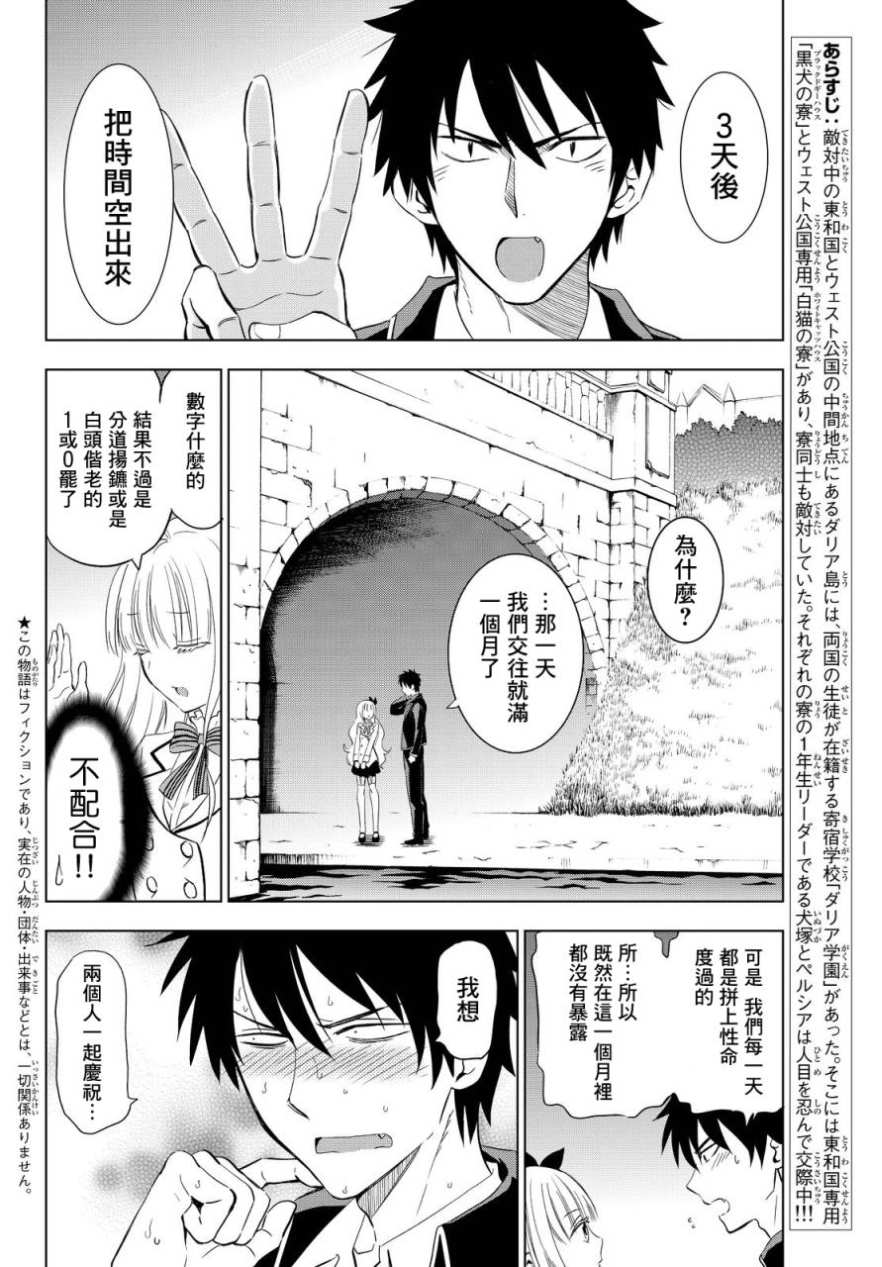 あらすじ：敵対中の東和国とウェスト公国の中間地点にあるダリア島には、両国の生徒が在籍する寄宿学校「ダリア学園」があった。そこには東和国専用
「黒犬の寮」とウェスト公国専用「白猫の寮」があり、寮同士も敵対していた。それぞれの寮の1年生リーダーである犬塚とペルシアは人目を忍んで交際中!!!
3天後
把時間空出來
為什麼?
…那一天
我們交往就滿
一個月了
數字什麼的
結果不過是
分道揚鑣或是
白頭偕老的
1或0罷了
不配合!!
可是 我們每一天
都是拼上性命
度過的
所…所以
既然在這一個月裡
都沒有暴露
我想
兩個人一起慶祝…
★この物語はフィクションであり、実在の人物・団体・出来事などとは、一切関係ありません。